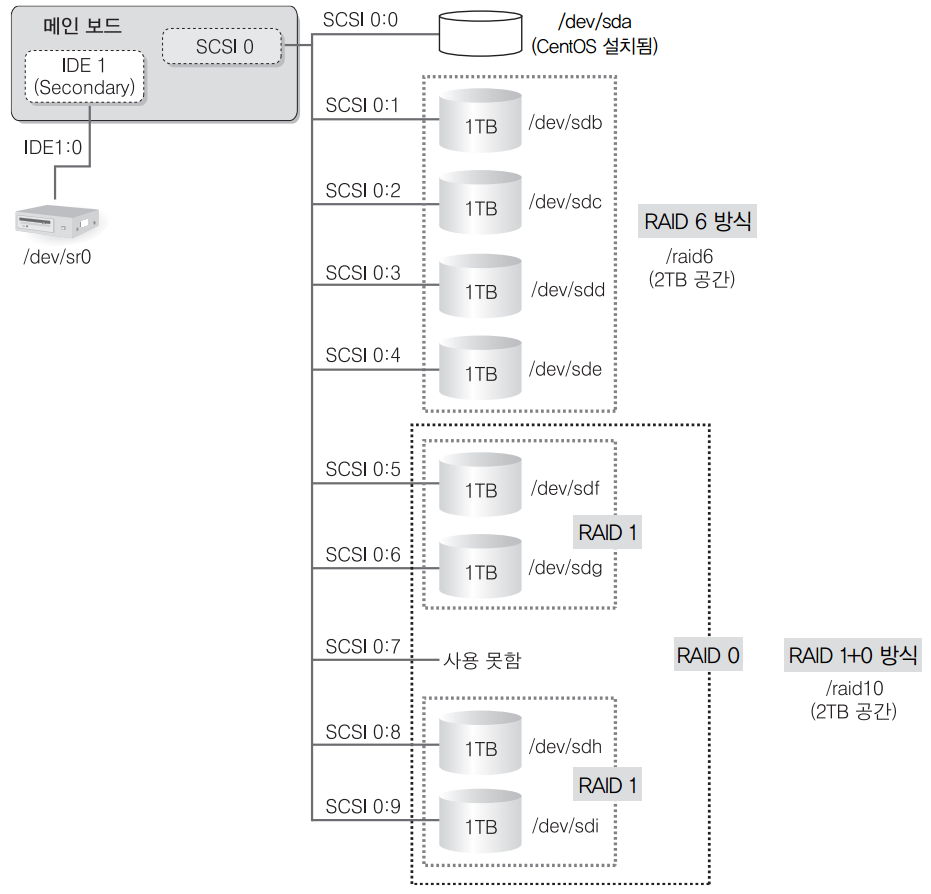 메인 보드
SCSI 0
IDE 1
(Secondary)
IDE1:0
/dev/sr0
SCSI 0:0
/dev/sda
(CentOS 설치됨)
SCSI 0:1
1TB
/dev/sdb
SCSI 0:2
1TB
/dev/sdc
SCSI 0:3
1TB
/dev/sdd
SCSI 0:4
1TB
/dev/sde
RAID 6 방식
/raid6
(2TB 공간)
SCSI 0:5
1TB
/dev/sdf
RAID 1
SCSI 0:6
1TB
/dev/sdg
SCSI 0:7
사용 못함
SCSI 0:8
1TB
/dev/sdh
RAID 1
SCSI 0:9
1TB
/dev/sdi
RAID 0
RAID 1+0 방식
/raid10
(2TB 공간)